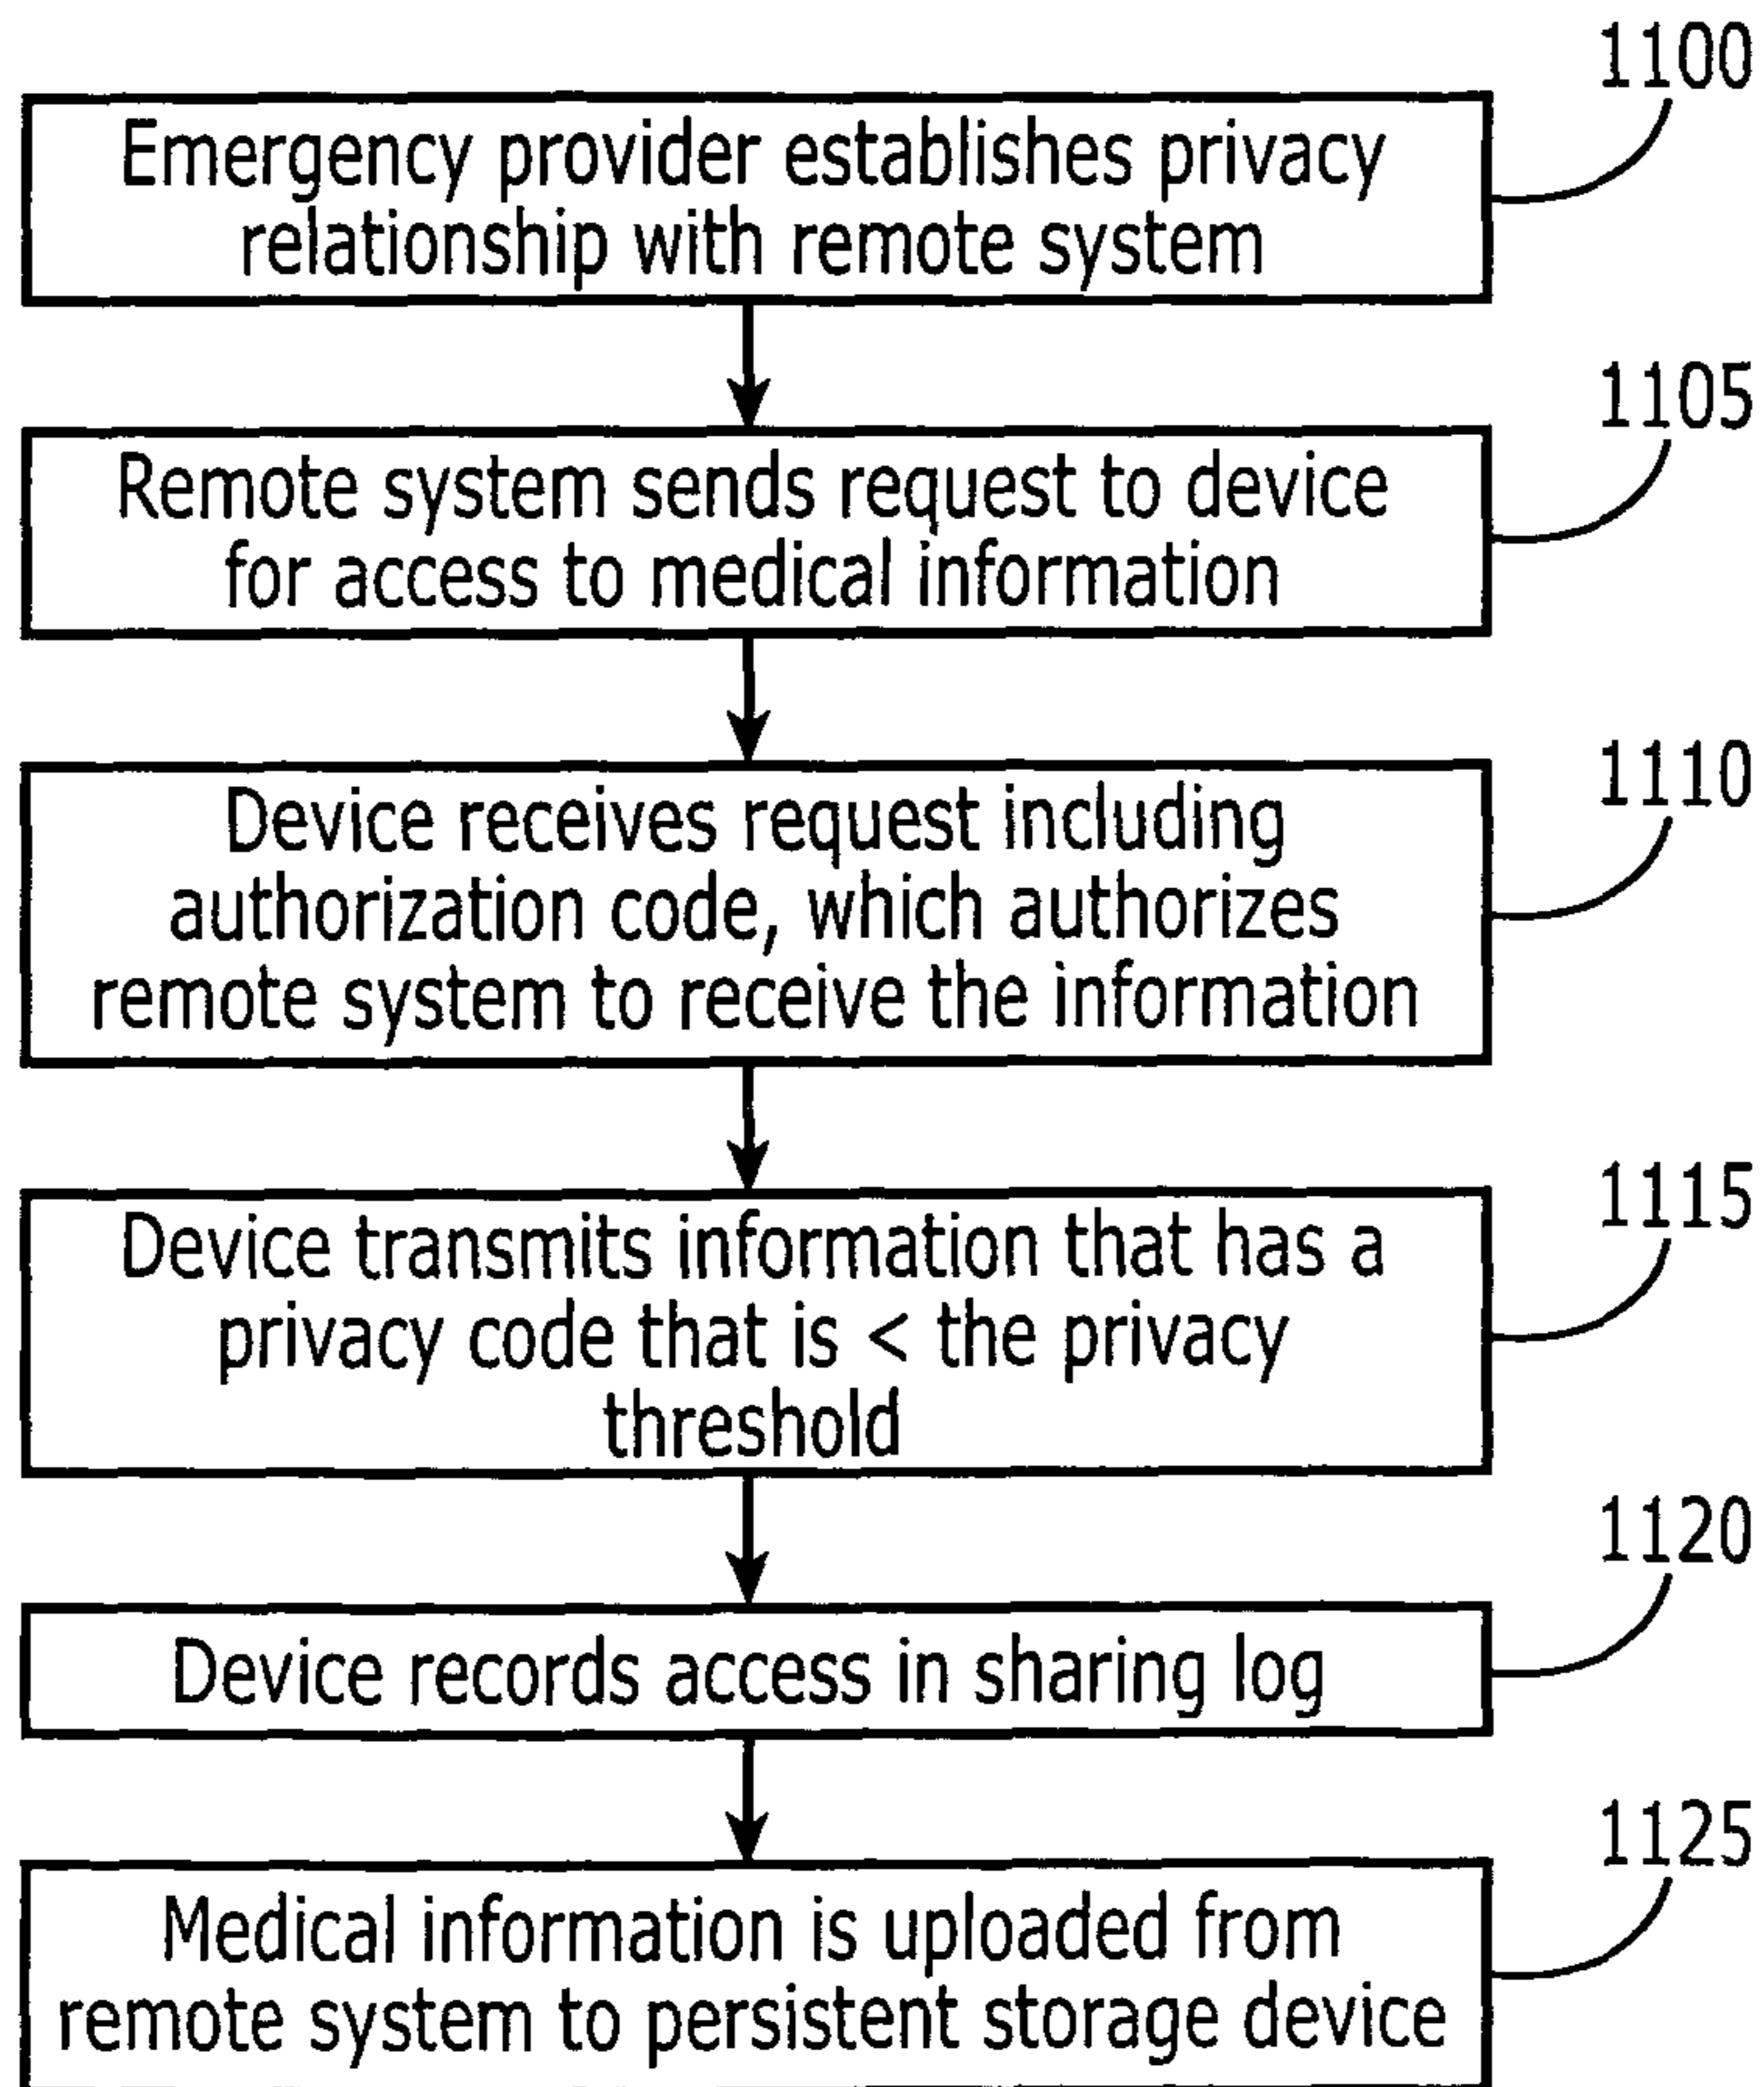 1100
Emergency provider establishes privacy
relationship with remote system
1105
Remote system sends request to device
for access to medical information
1110
Device receives request including
authorization code, which authorizes
remote system to receive the information
1115
Device transmits information that has a
privacy code that is < the privacy
threshold
1120
Device records access in sharing log
1125
Medical information is uploaded from
remote system to persistent storage device